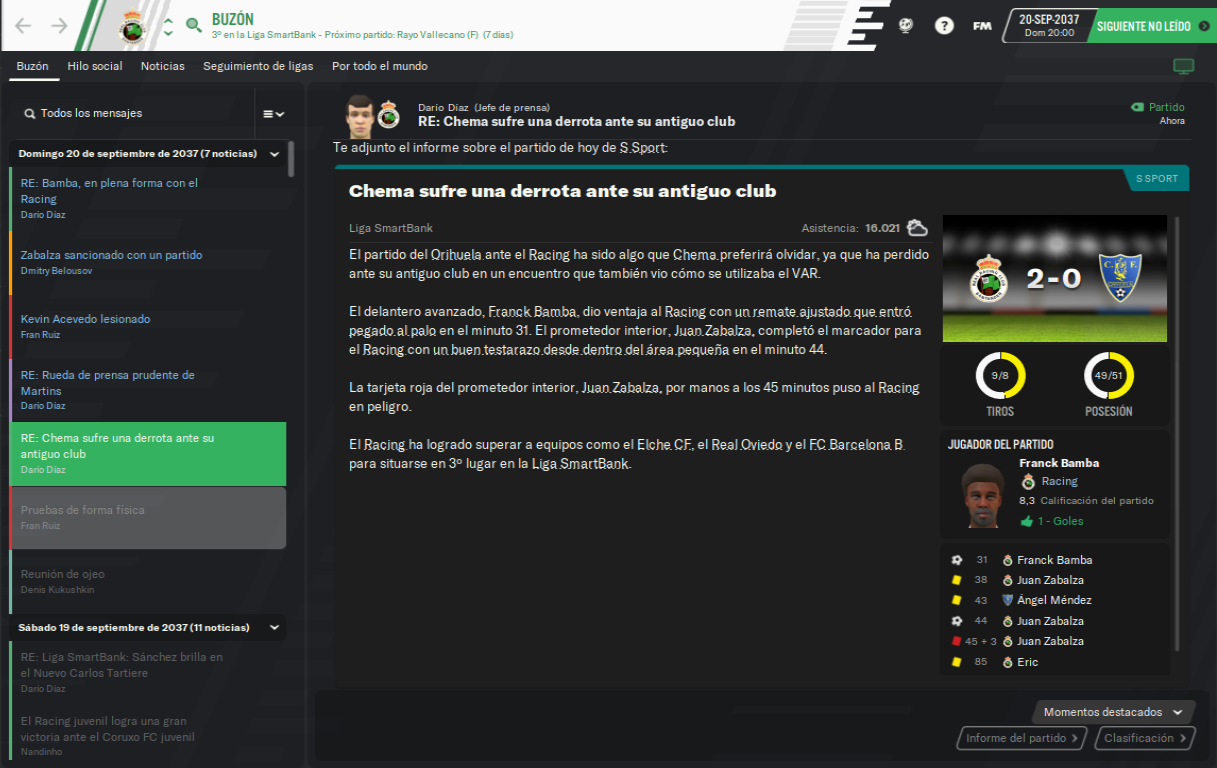 BUZÓN
3º en la Liga SmartBank - Próximo partido: Rayo Vallecano (F) (7 días)
?
FM
20-SEP-2037
Dom 20:00
SIGUIENTE NO LEÍDO
Buzón
Hilo social
Noticias
Seguimiento de ligas
Por todo el mundo
Todos los mensajes
Domingo 20 de septiembre de 2037 (7 noticias)
RE: Bamba, en plena forma con el
Racing
Darío Díaz
Zabalza sancionado con un partido
Dmitry Belousov
Kevin Acevedo lesionado
Fran Ruiz
RE: Rueda de prensa prudente de
Martins
Darío Díaz
RE: Chema sufre una derrota ante su
antiguo club
Darío Díaz
Pruebas de forma física
Fran Ruiz
Reunión de ojeo
Denis Kukushkin
Sábado 19 de septiembre de 2037 (11 noticias)
RE: Liga SmartBank: Sánchez brilla en
el Nuevo Carlos Tartiere
Darío Díaz
El Racing juvenil logra una gran
victoria ante el Coruxo FC juvenil
Nandinho
Darío Díaz (Jefe de prensa)
RE: Chema sufre una derrota ante su antiguo club
Partido
Ahora
Te adjunto el informe sobre el partido de hoy de S Sport:
S SPORT
Chema sufre una derrota ante su antiguo club
Liga SmartBank
Asistencia: 16.021
El partido del Orihuela ante el Racing ha sido algo que Chema preferirá olvidar, ya que ha perdido
ante su antiguo club en un encuentro que también vio cómo se utilizaba el VAR.
El delantero avanzado, Franck Bamba, dio ventaja al Racing con un remate ajustado que entró
pegado al palo en el minuto 31. El prometedor interior, Juan Zabalza, completó el marcador para
el Racing con un buen testarazo desde dentro del área pequeña en el minuto 44.
La tarjeta roja del prometedor interior, Juan Zabalza, por manos a los 45 minutos puso al Racing
en peligro.
El Racing ha logrado superar a equipos como el Elche CF, el Real Oviedo y el FC Barcelona B
para situarse en 3º lugar en la Liga SmartBank.
2-0
9/8
TIROS
49/51
POSESIÓN
JUGADOR DEL PARTIDO
Franck Bamba
Racing
8,3 Calificación del partido
1 - Goles
31 Franck Bamba
38 Juan Zabalza
43 Ángel Méndez
44 Juan Zabalza
45 + 3 Juan Zabalza
85 Eric
Momentos destacados
Informe del partido
Clasificación